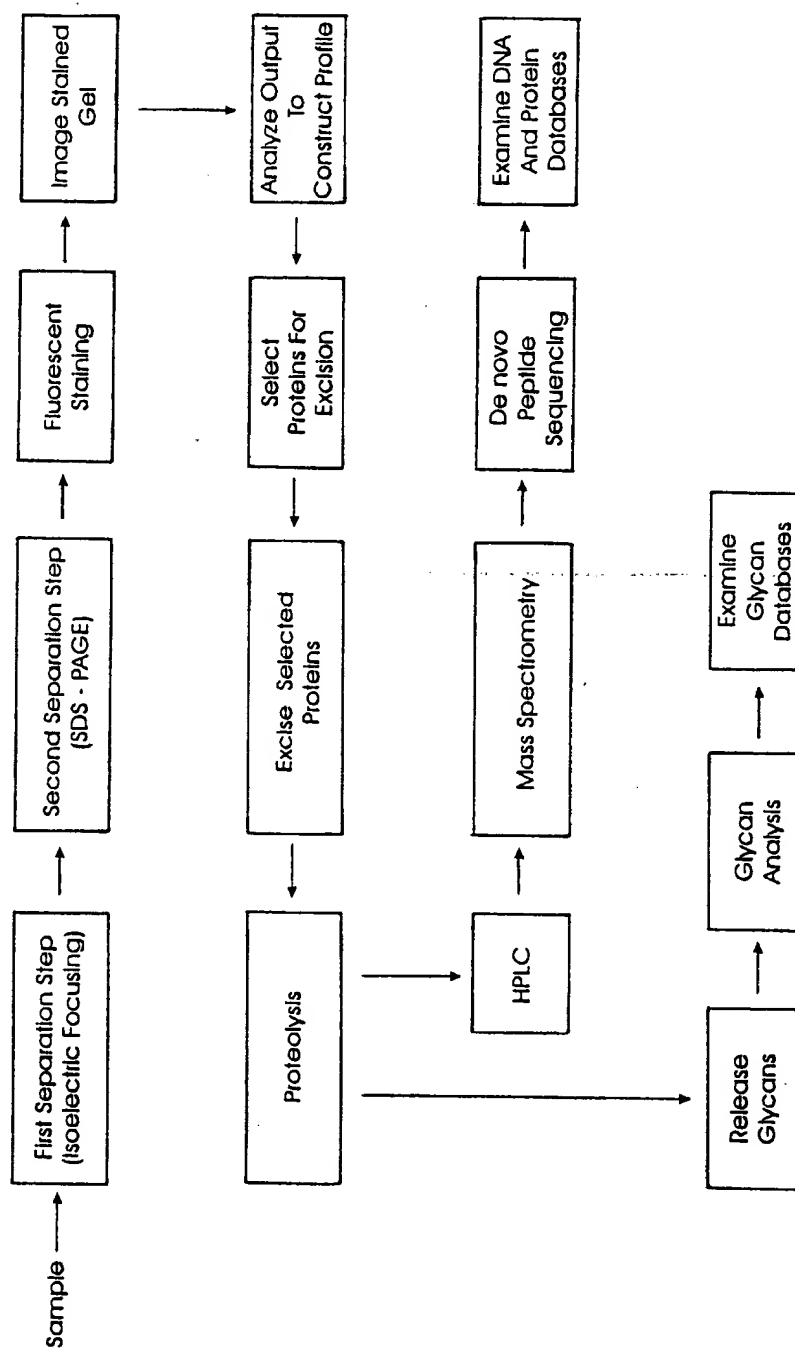 Sample
First Separation Step
(Isoelectric Focusing)
Second Separation Step
(SDS - PAGE)
Fluorescent
Staining
Image Stained
Gel
Analyze Output
To
Construct Profile
Select
Proteins For
Excision
Excise Selected
Proteins
Proteolysis
HPLC
Mass Spectrometry
De novo
Peptide
Sequencing
Examine DNA
And Protein
Databases
Release
Glycans
Glycan
Analysis
Examine
Glycan
Databases